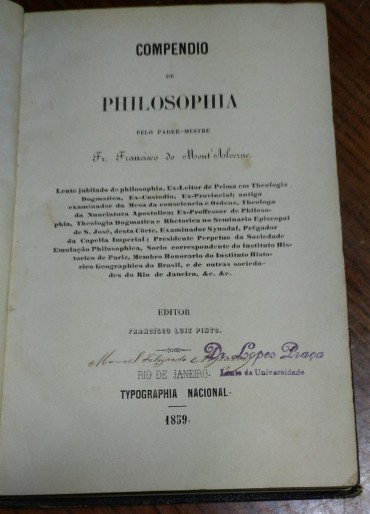 COMPENDIO
DE
PHILOSOPHIA
PELO PADRE-MESTRE
Fr. Francisco do Mont'Alverne.
Lente jubilado de philosophia, Ex-Leitor de Prima em Theologia
Dogmatica, Ex-Custodio, Ex-Provincial; antigo
examinador da Mesa da consciencia e Ordens, Theologo
da Nunciatura Apostolica; Ex-Professor de Philoso-
phia, Theologia Dogmatica e Rhetorica no Seminario Episcopal
de S. José, desta Côrte, Examinador Synodal, Prégador
da Capella Imperial; Presidente Perpetuo da Sociedade
Emulação Philosophica, Socio correspondente do Instituto His-
torico de Pariz, Membro Honorario do Instituto Histo-
rico Geographico do Brasil, e de outras socieda-
des do Rio de Janeiro, &c. &c.
EDITOR
FRANCISCO LUIZ PINTO.
Manoel
Dr. Lopes Praça
RIO DE JANEIRO. Lente da Universidade
TYPOGRAPHIA NACIONAL.
1859.